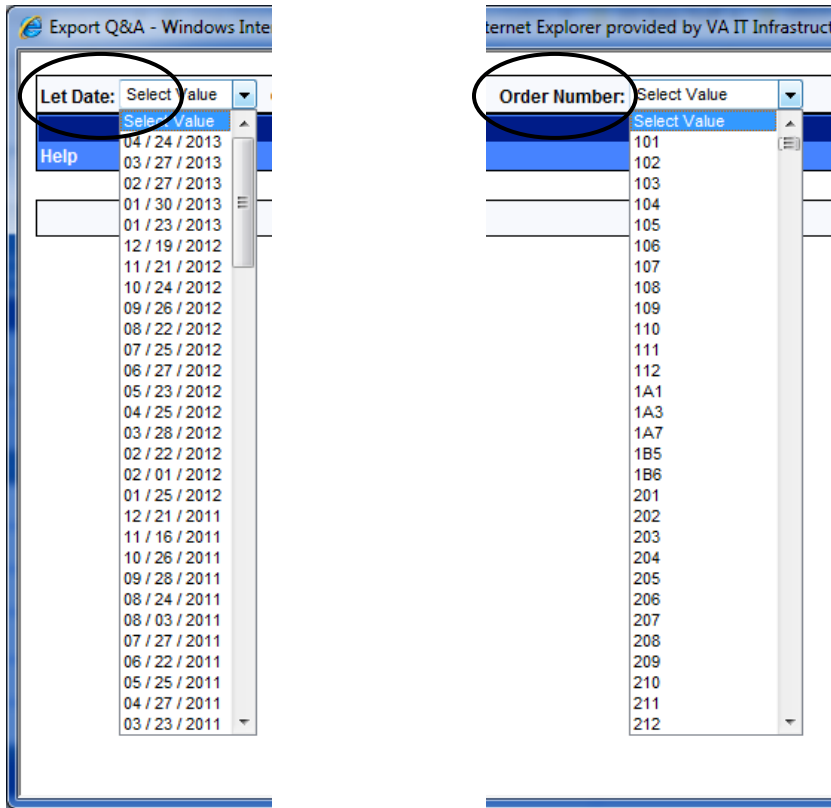 Export Q&A - Windows Inte
Let Date: Select Value
Select Value
04 / 24 / 2013
Help
03 / 27 / 2013
02 / 27 / 2013
01 / 30 / 2013
01 / 23 / 2013
12 / 19 / 2012
11 / 21 / 2012
10 / 24 / 2012
09 / 26 / 2012
08 / 22 / 2012
07 / 25 / 2012
06 / 27 / 2012
05 / 23 / 2012
04 / 25 / 2012
03 / 28 / 2012
02 / 22 / 2012
02 / 01 / 2012
01 / 25 / 2012
12 / 21 / 2011
11 / 16 / 2011
10 / 26 / 2011
09 / 28 / 2011
08 / 24 / 2011
08 / 03 / 2011
07 / 27 / 2011
06 / 22 / 2011
05 / 25 / 2011
04 / 27 / 2011
03 / 23 / 2011
ternet Explorer provided by VA IT Infrastruct
Order Number: Select Value
Select Value
101
102
103
104
105
106
107
108
109
110
111
112
1A1
1A3
1A7
1B5
1B6
201
202
203
204
205
206
207
208
209
210
211
212